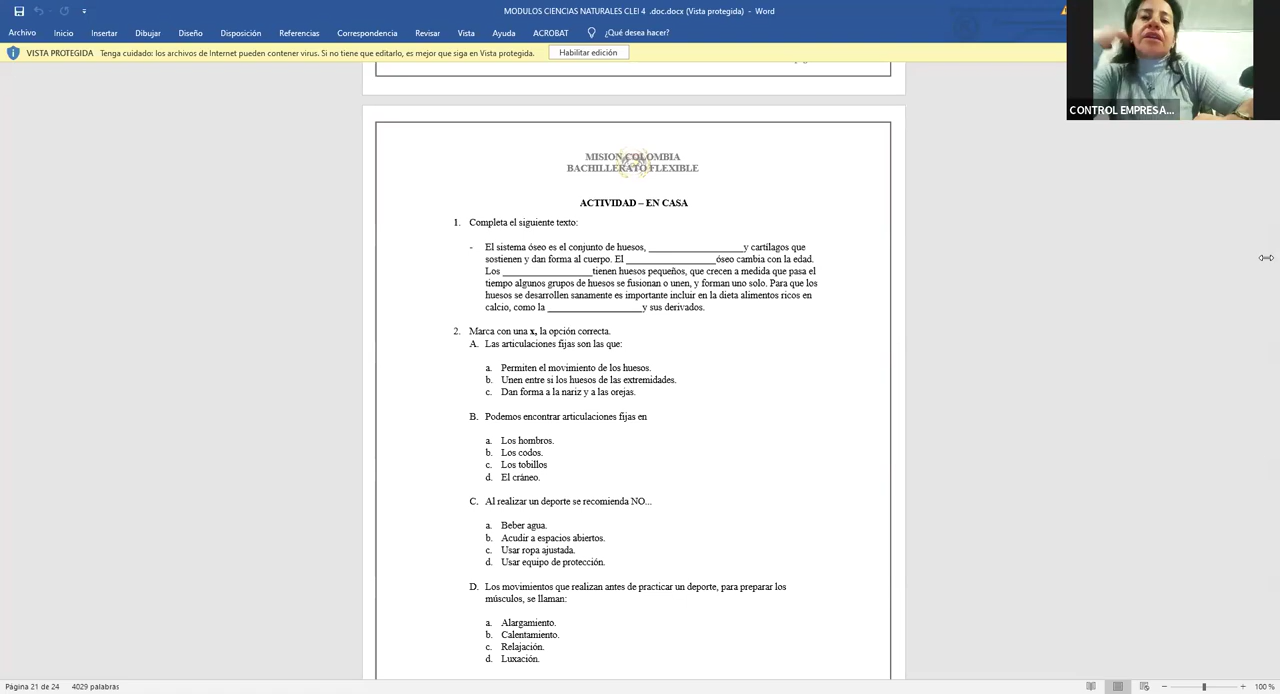 MODULOS CIENCIAS NATURALES CLEI 4 .doc.docx (Vista protegida) - Word
Archivo Inicio Insertar Dibujar Diseño Disposición Referencias Correspondencia Revisar Vista Ayuda ACROBAT ¿Qué desea hacer?
VISTA PROTEGIDA Tenga cuidado: los archivos de Internet pueden contener virus. Si no tiene que editarlo, es mejor que siga en Vista protegida. Habilitar edición
CONTROL EMPRESA...
MISION COLOMBIA
BACHILLERATO FLEXIBLE
ACTIVIDAD – EN CASA
1. Completa el siguiente texto:
- El sistema óseo es el conjunto de huesos, ____________________y cartílagos que
sostienen y dan forma al cuerpo. El ___________________óseo cambia con la edad.
Los ___________________tienen huesos pequeños, que crecen a medida que pasa el
tiempo algunos grupos de huesos se fusionan o unen, y forman uno solo. Para que los
huesos se desarrollen sanamente es importante incluir en la dieta alimentos ricos en
calcio, como la ____________________y sus derivados.
2. Marca con una x, la opción correcta.
A. Las articulaciones fijas son las que:
a. Permiten el movimiento de los huesos.
b. Unen entre si los huesos de las extremidades.
c. Dan forma a la nariz y a las orejas.
B. Podemos encontrar articulaciones fijas en
a. Los hombros.
b. Los codos.
c. Los tobillos
d. El cráneo.
C. Al realizar un deporte se recomienda NO...
a. Beber agua.
b. Acudir a espacios abiertos.
c. Usar ropa ajustada.
d. Usar equipo de protección.
D. Los movimientos que realizan antes de practicar un deporte, para preparar los
músculos, se llaman:
a. Alargamiento.
b. Calentamiento.
c. Relajación.
d. Luxación.
Página 21 de 24 4029 palabras 100 %